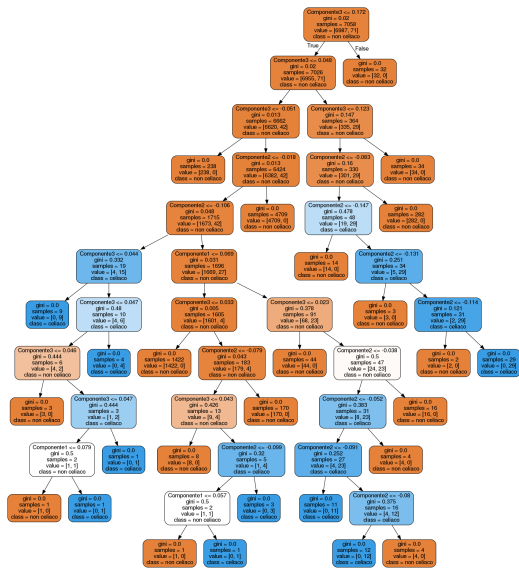 Componente3 <= 0.172
gini = 0.02
samples = 7058
value = [6987, 71]
class = non celiaco
True
False
Componente3 <= 0.048
gini = 0.02
samples = 7026
value = [6955, 71]
class = non celiaco
gini = 0.0
samples = 32
value = [32, 0]
class = non celiaco
Componente3 <= -0.051
gini = 0.013
samples = 6662
value = [6620, 42]
class = non celiaco
Componente3 <= 0.123
gini = 0.147
samples = 364
value = [335, 29]
class = non celiaco
gini = 0.0
samples = 238
value = [238, 0]
class = non celiaco
Componente2 <= -0.018
gini = 0.013
samples = 6424
value = [6382, 42]
class = non celiaco
Componente2 <= -0.083
gini = 0.16
samples = 330
value = [301, 29]
class = non celiaco
gini = 0.0
samples = 34
value = [34, 0]
class = non celiaco
Componente2 <= -0.106
gini = 0.048
samples = 1715
value = [1673, 42]
class = non celiaco
gini = 0.0
samples = 4709
value = [4709, 0]
class = non celiaco
Componente2 <= -0.147
gini = 0.478
samples = 48
value = [19, 29]
class = celiaco
gini = 0.0
samples = 282
value = [282, 0]
class = non celiaco
Componente3 <= 0.044
gini = 0.332
samples = 19
value = [4, 15]
class = celiaco
Componente1 <= 0.069
gini = 0.031
samples = 1696
value = [1669, 27]
class = non celiaco
gini = 0.0
samples = 14
value = [14, 0]
class = non celiaco
Componente2 <= -0.131
gini = 0.251
samples = 34
value = [5, 29]
class = celiaco
gini = 0.0
samples = 9
value = [0, 9]
class = celiaco
Componente3 <= 0.047
gini = 0.48
samples = 10
value = [4, 6]
class = celiaco
Componente3 <= 0.033
gini = 0.005
samples = 1605
value = [1601, 4]
class = non celiaco
Componente3 <= 0.023
gini = 0.378
samples = 91
value = [68, 23]
class = non celiaco
gini = 0.0
samples = 3
value = [3, 0]
class = non celiaco
Componente2 <= -0.114
gini = 0.121
samples = 31
value = [2, 29]
class = celiaco
Componente3 <= 0.046
gini = 0.444
samples = 6
value = [4, 2]
class = non celiaco
gini = 0.0
samples = 4
value = [0, 4]
class = celiaco
gini = 0.0
samples = 1422
value = [1422, 0]
class = non celiaco
Componente2 <= -0.079
gini = 0.043
samples = 183
value = [179, 4]
class = non celiaco
gini = 0.0
samples = 44
value = [44, 0]
class = non celiaco
Componente2 <= -0.038
gini = 0.5
samples = 47
value = [24, 23]
class = non celiaco
gini = 0.0
samples = 2
value = [2, 0]
class = non celiaco
gini = 0.0
samples = 29
value = [0, 29]
class = celiaco
gini = 0.0
samples = 3
value = [3, 0]
class = non celiaco
Componente3 <= 0.047
gini = 0.444
samples = 3
value = [1, 2]
class = celiaco
Componente3 <= 0.043
gini = 0.426
samples = 13
value = [9, 4]
class = non celiaco
gini = 0.0
samples = 170
value = [170, 0]
class = non celiaco
Componente2 <= -0.052
gini = 0.383
samples = 31
value = [8, 23]
class = celiaco
gini = 0.0
samples = 16
value = [16, 0]
class = non celiaco
Componente1 <= 0.079
gini = 0.5
samples = 2
value = [1, 1]
class = non celiaco
gini = 0.0
samples = 1
value = [0, 1]
class = celiaco
gini = 0.0
samples = 8
value = [8, 0]
class = non celiaco
Componente2 <= -0.099
gini = 0.32
samples = 5
value = [1, 4]
class = celiaco
Componente2 <= -0.091
gini = 0.252
samples = 27
value = [4, 23]
class = celiaco
gini = 0.0
samples = 4
value = [4, 0]
class = non celiaco
gini = 0.0
samples = 1
value = [1, 0]
class = non celiaco
gini = 0.0
samples = 1
value = [0, 1]
class = celiaco
Componente1 <= 0.057
gini = 0.5
samples = 2
value = [1, 1]
class = non celiaco
gini = 0.0
samples = 3
value = [0, 3]
class = celiaco
gini = 0.0
samples = 11
value = [0, 11]
class = celiaco
Componente2 <= -0.08
gini = 0.375
samples = 16
value = [4, 12]
class = celiaco
gini = 0.0
samples = 1
value = [1, 0]
class = non celiaco
gini = 0.0
samples = 1
value = [0, 1]
class = celiaco
gini = 0.0
samples = 12
value = [0, 12]
class = celiaco
gini = 0.0
samples = 4
value = [4, 0]
class = non celiaco